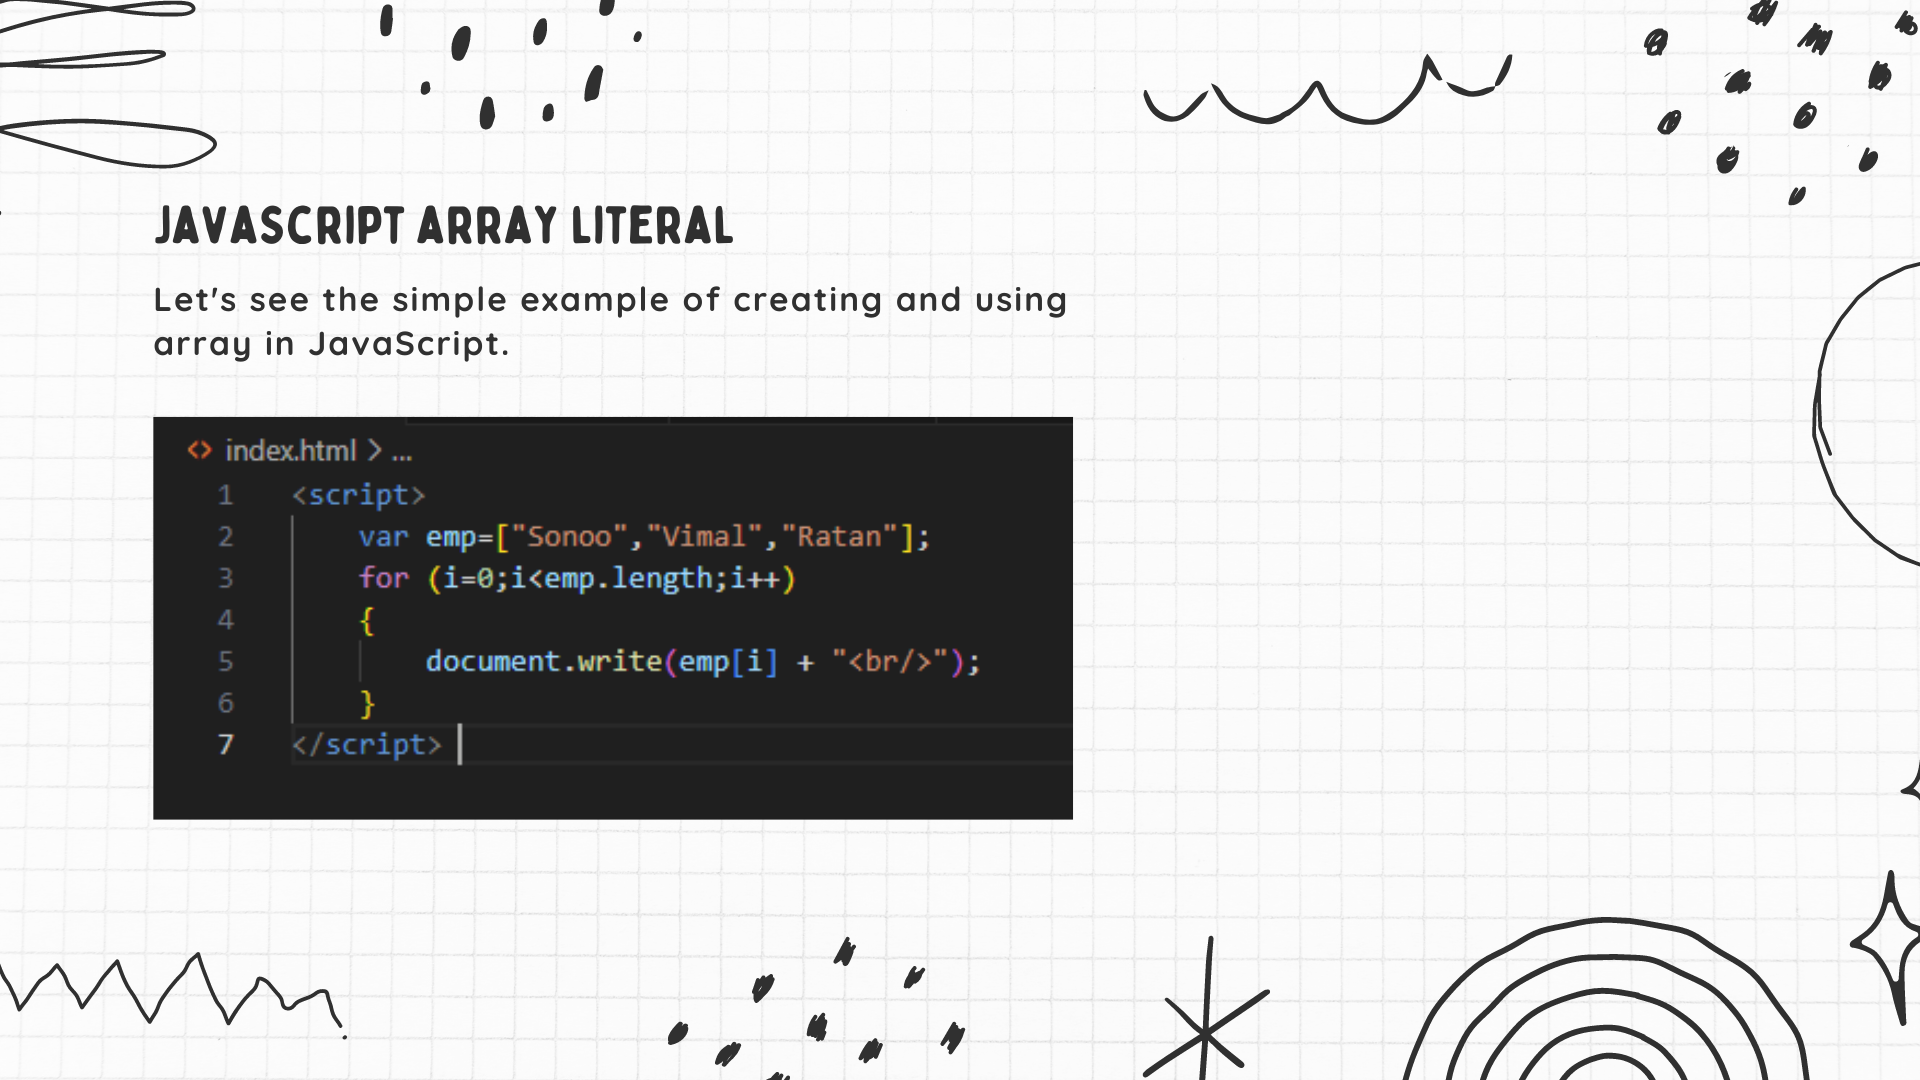 JAVASCRIPT ARRAY LITERAL
Let's see the simple example of creating and using
array in JavaScript.
<> index.html > ...
1 <script>
2 var emp=["Sonoo","Vimal","Ratan"];
3 for (i=0;i<emp.length;i++)
4 {
5 document.write(emp[i] + "<br/>");
6 }
7 </script>